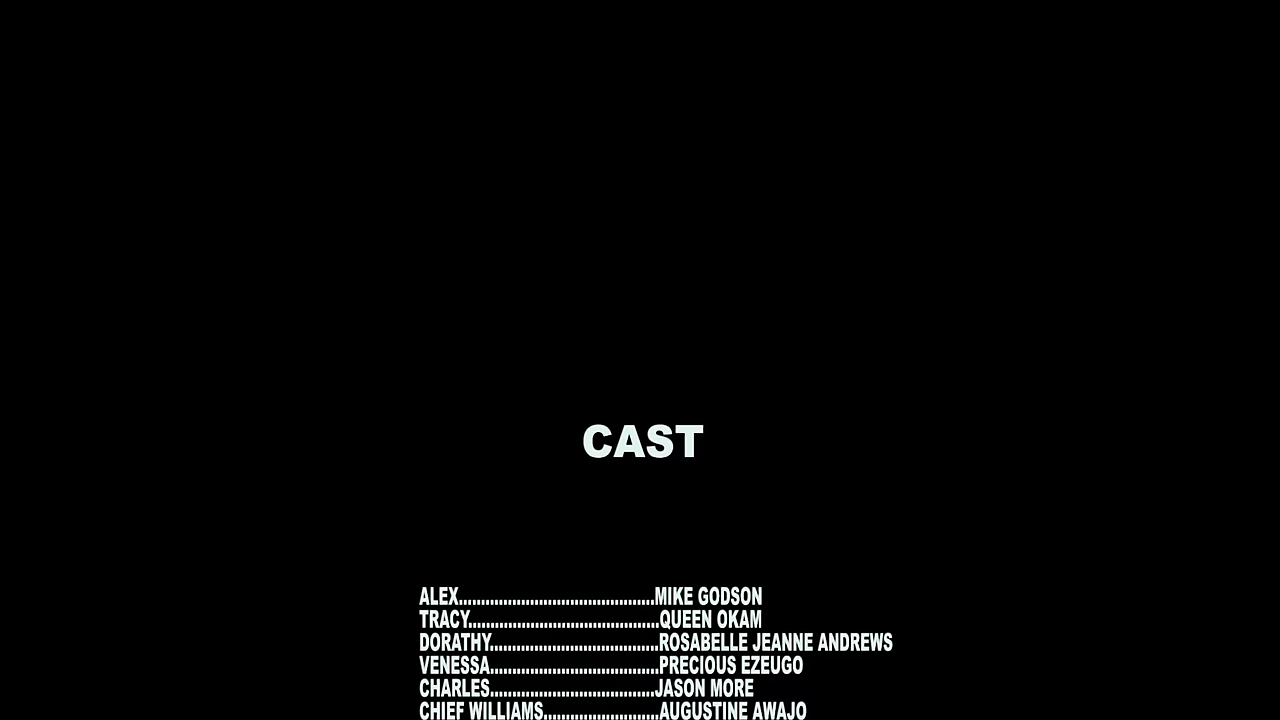 CAST
ALEX............................................MIKE GODSON
TRACY...........................................QUEEN OKAM
DORATHY......................................ROSABELLE JEANNE ANDREWS
VENESSA......................................PRECIOUS EZEUGO
CHARLES.....................................JASON MORE
CHIEF WILLIAMS..........................AUGUSTINE AWAJO